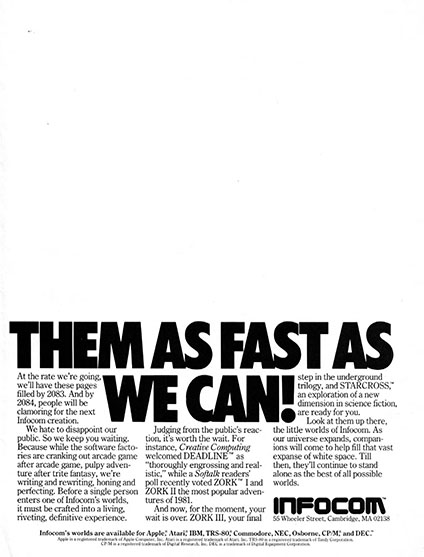 THEM AS FAST AS
WE CAN!
At the rate we're going,
we'll have these pages
filled by 2083. And by
2084, people will be
clamoring for the next
Infocom creation.
We hate to disappoint our
public. So we keep you waiting.
Because while the software facto-
ries are cranking out arcade game
after arcade game, pulpy adven-
ture after trite fantasy, we're
writing and rewriting, honing and
perfecting. Before a single person
enters one of Infocom's worlds,
it must be crafted into a living,
riveting, definitive experience.
Judging from the public's reac-
tion, it's worth the wait. For
instance, Creative Computing
welcomed DEADLINE™ as
"thoroughly engrossing and real-
istic," while a Softalk readers'
poll recently voted ZORK™ I and
ZORK II the most popular adven-
tures of 1981.
And now, for the moment, your
wait is over. ZORK III, your final
step in the underground
trilogy, and STARCROSS,™
an exploration of a new
dimension in science fiction,
are ready for you.
Look at them up there,
the little worlds of Infocom. As
our universe expands, compan-
ions will come to help fill that vast
expanse of white space. Till
then, they'll continue to stand
alone as the best of all possible
worlds.
INFOCOM™
55 Wheeler Street, Cambridge, MA 02138
Infocom's worlds are available for Apple,® Atari,® IBM, TRS-80,® Commodore, NEC, Osborne, CP/M,® and DEC.®
Apple is a registered trademark of Apple Computer, Inc. Atari is a registered trademark of Atari, Inc. TRS-80 is a registered trademark of Tandy Corporation.
CP/M is a registered trademark of Digital Research, Inc. DEC is a trademark of Digital Equipment Corporation.